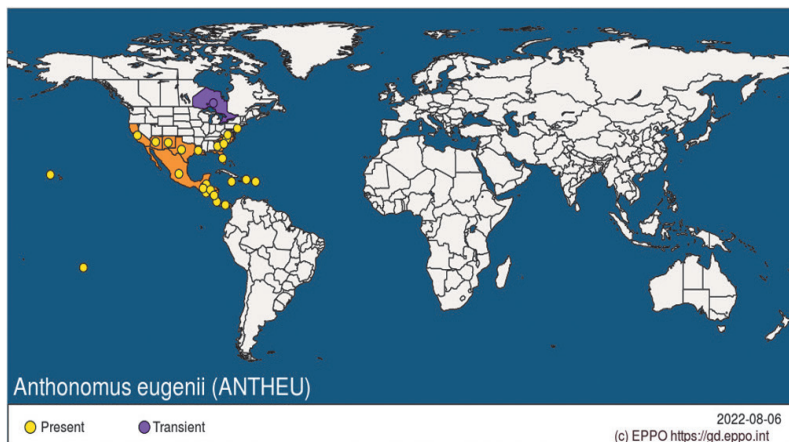 Anthonomus eugenii (ANTHEU)
Present
Transient
2022-08-06
(c) EPPO https://gd.eppo.int